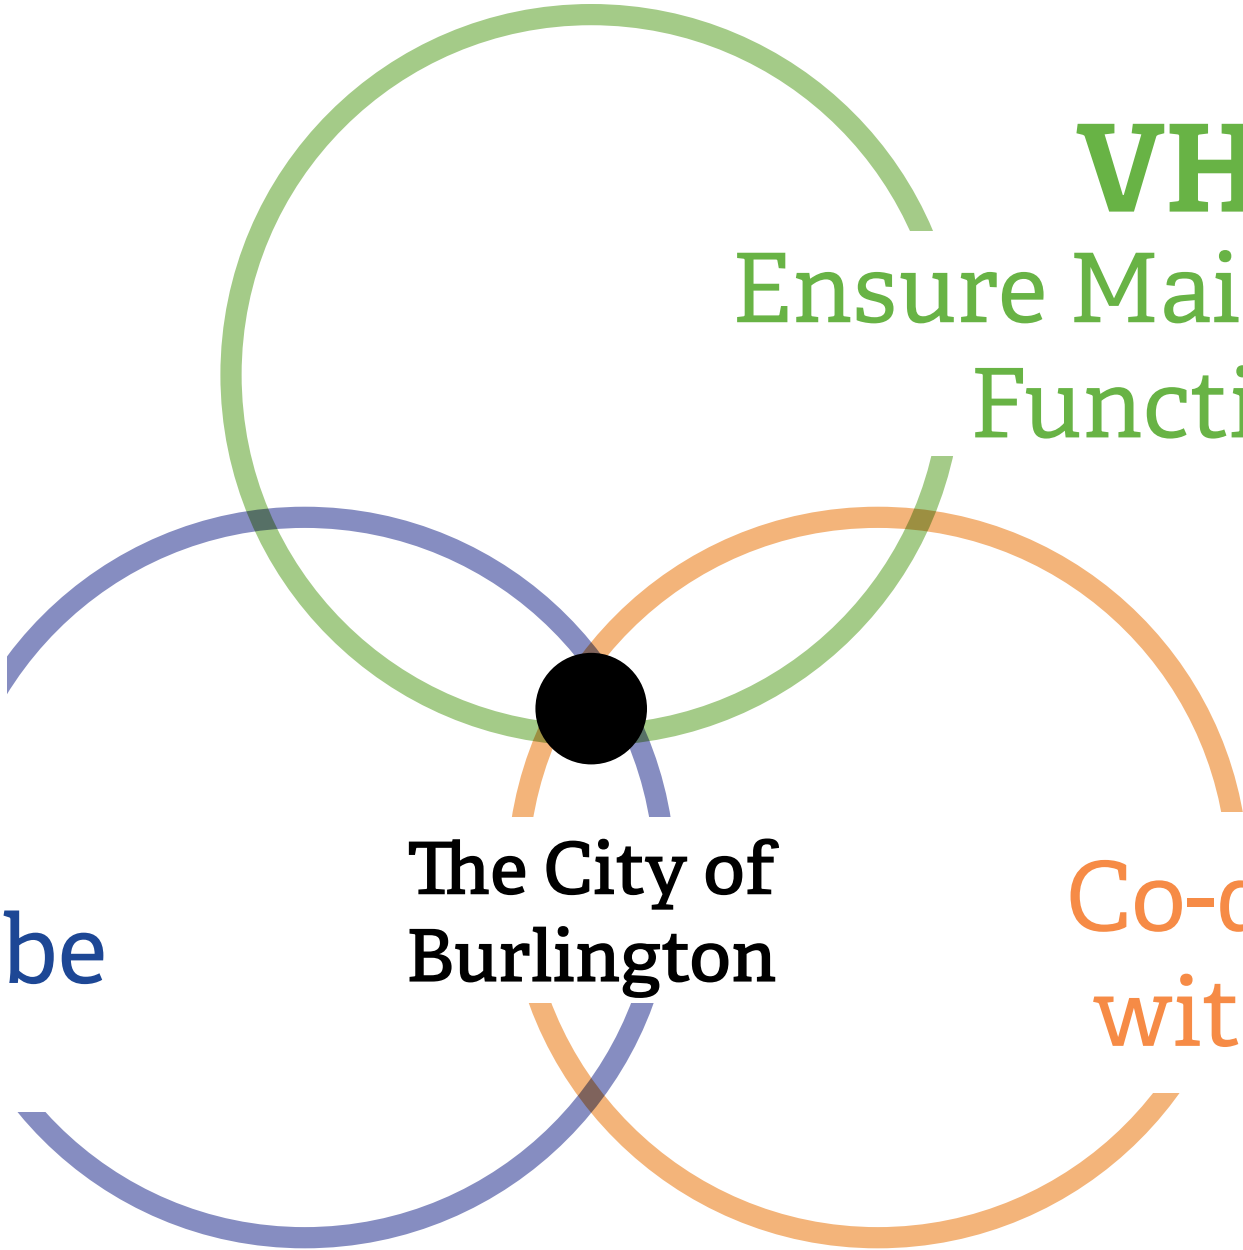 VH
Ensure Mai
Functi
The City of
Burlington
be
Co-
wit